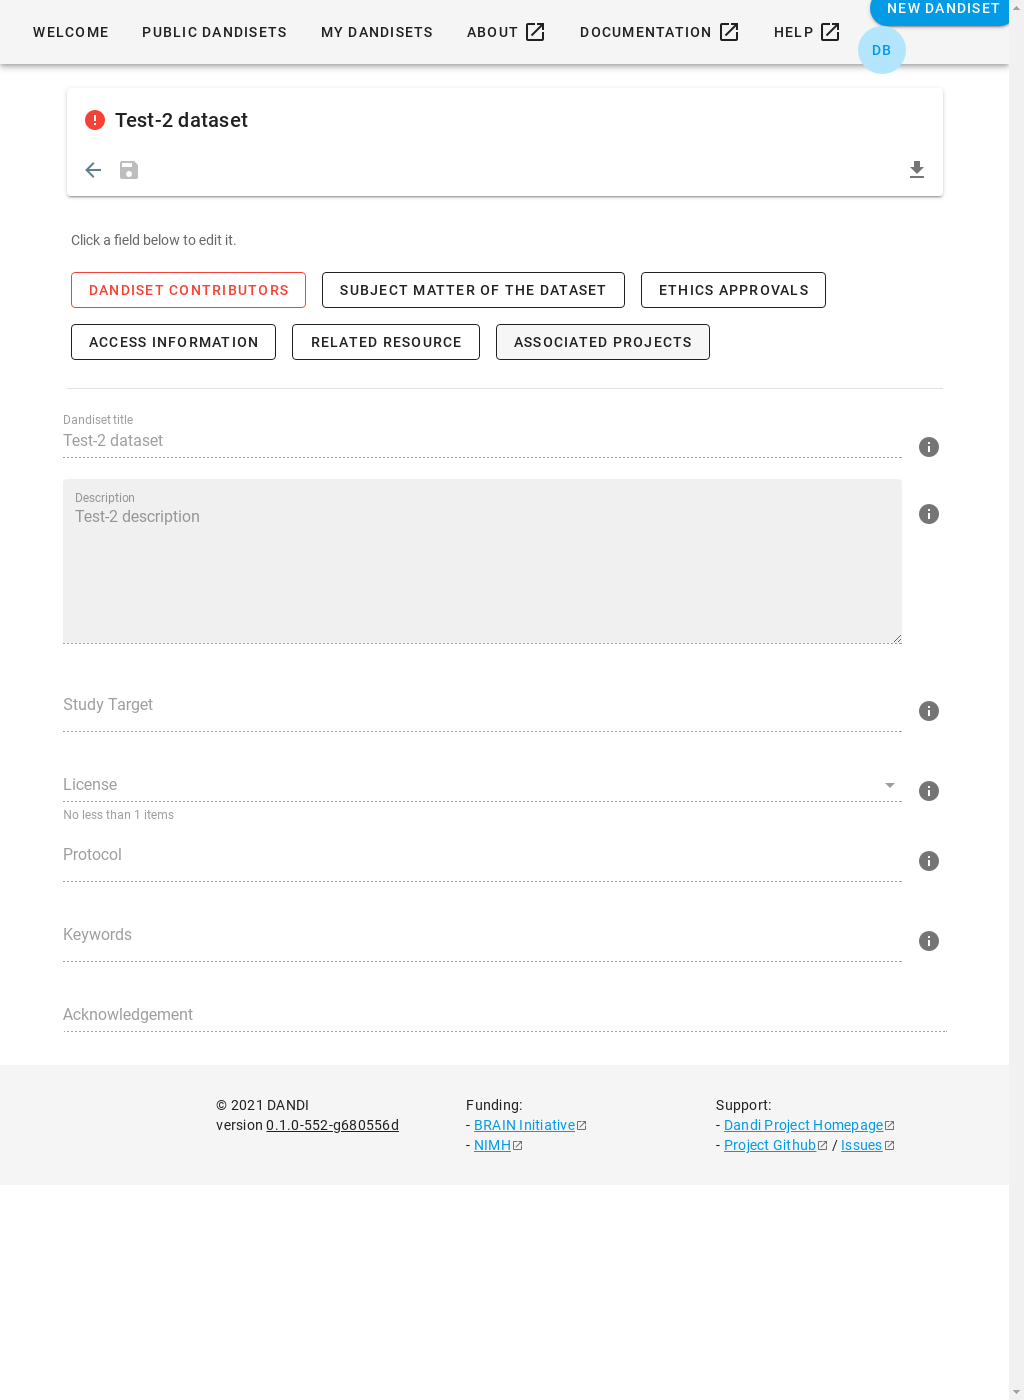 NEW DANDISET
WELCOME PUBLIC DANDISETS MY DANDISETS ABOUT DOCUMENTATION HELP
DB
Test-2 dataset
Click a field below to edit it.
DANDISET CONTRIBUTORS SUBJECT MATTER OF THE DATASET ETHICS APPROVALS
ACCESS INFORMATION RELATED RESOURCE ASSOCIATED PROJECTS
Dandiset title
Test-2 dataset
Description
Test-2 description
Study Target
License
No less than 1 items
Protocol
Keywords
Acknowledgement
© 2021 DANDI
version 0.1.0-552-g680556d
Funding:
- BRAIN Initiative
- NIMH
Support:
- Dandi Project Homepage
- Project Github / Issues